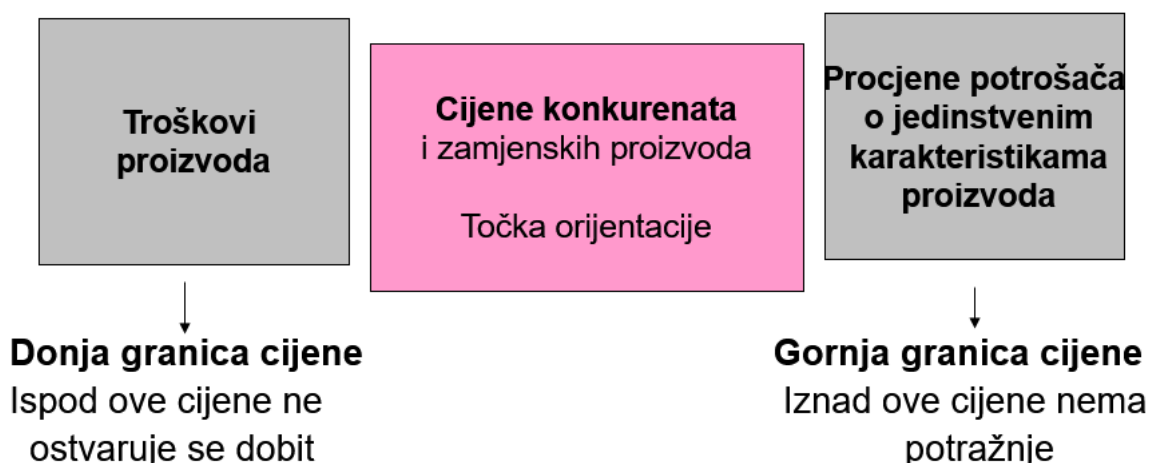 Troškovi
proizvoda
Cijene konkurenata
i zamjenskih proizvoda
Točka orijentacije
Procjene potrošača
o jedinstvenim
karakteristikama
proizvoda
Donja granica cijene
Ispod ove cijene ne
ostvaruje se dobit
Gornja granica cijene
Iznad ove cijene nema
potražnje